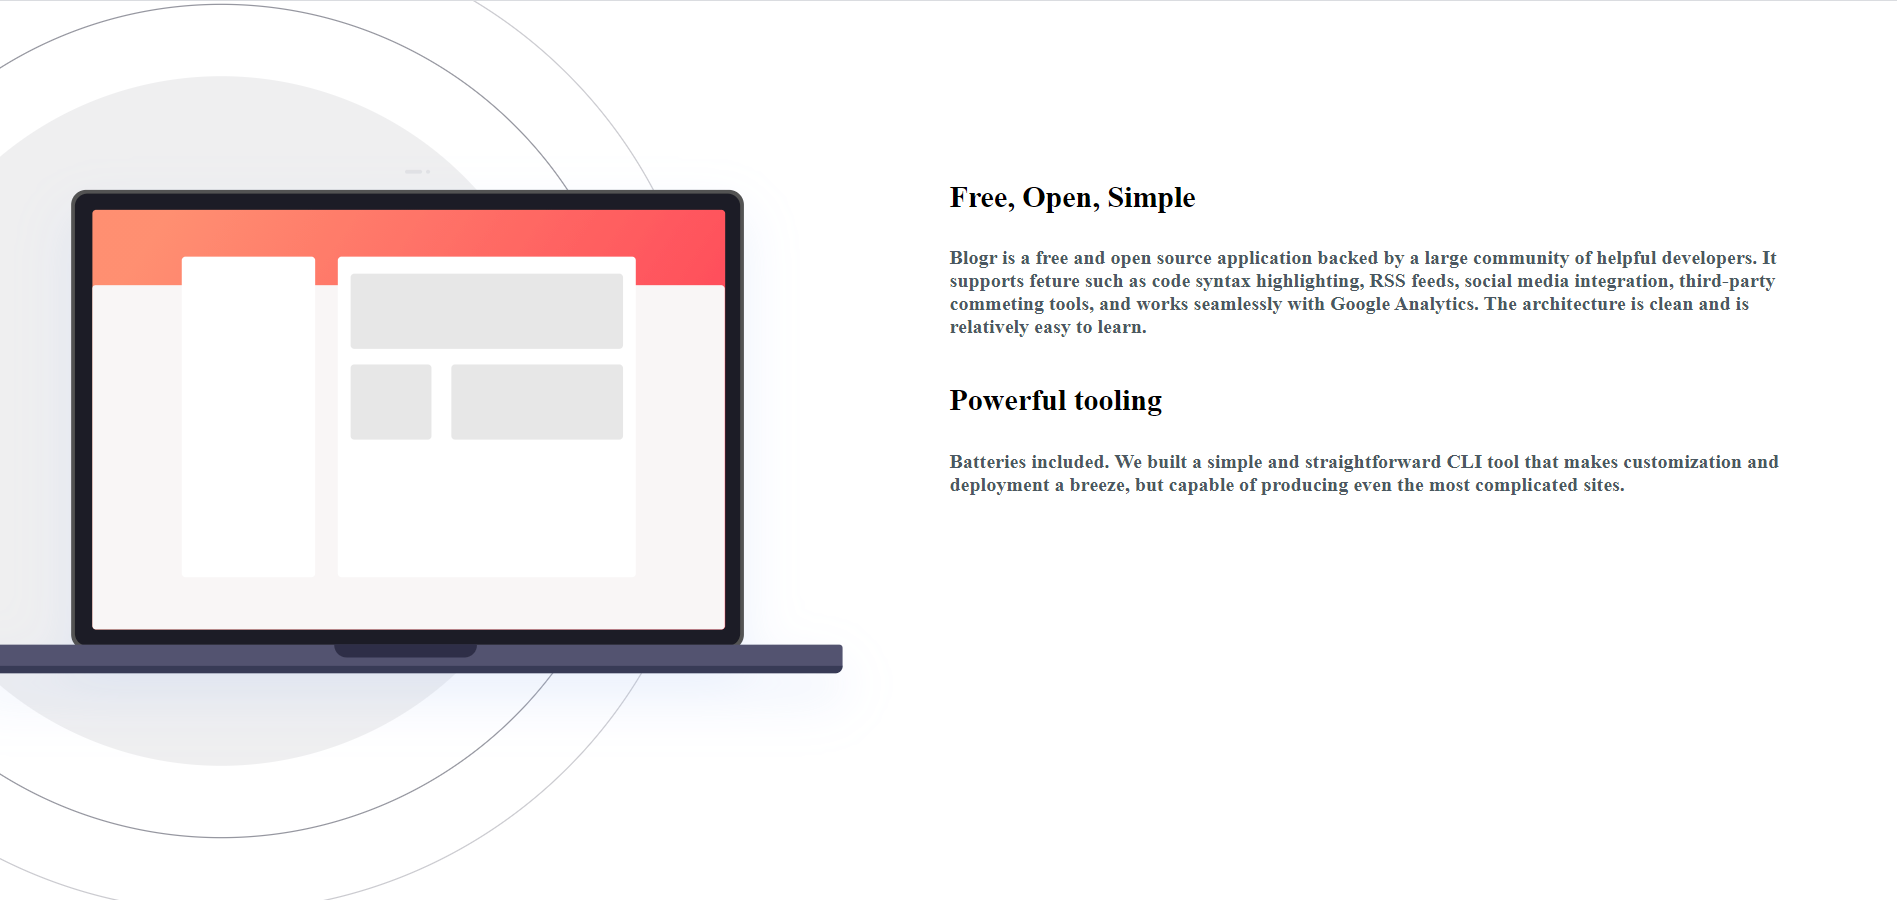 Free, Open, Simple
Blogr is a free and open source application backed by a large community of helpful developers. It
supports feture such as code syntax highlighting, RSS feeds, social media integration, third-party
commeting tools, and works seamlessly with Google Analytics. The architecture is clean and is
relatively easy to learn.
Powerful tooling
Batteries included. We built a simple and straightforward CLI tool that makes customization and
deployment a breeze, but capable of producing even the most complicated sites.